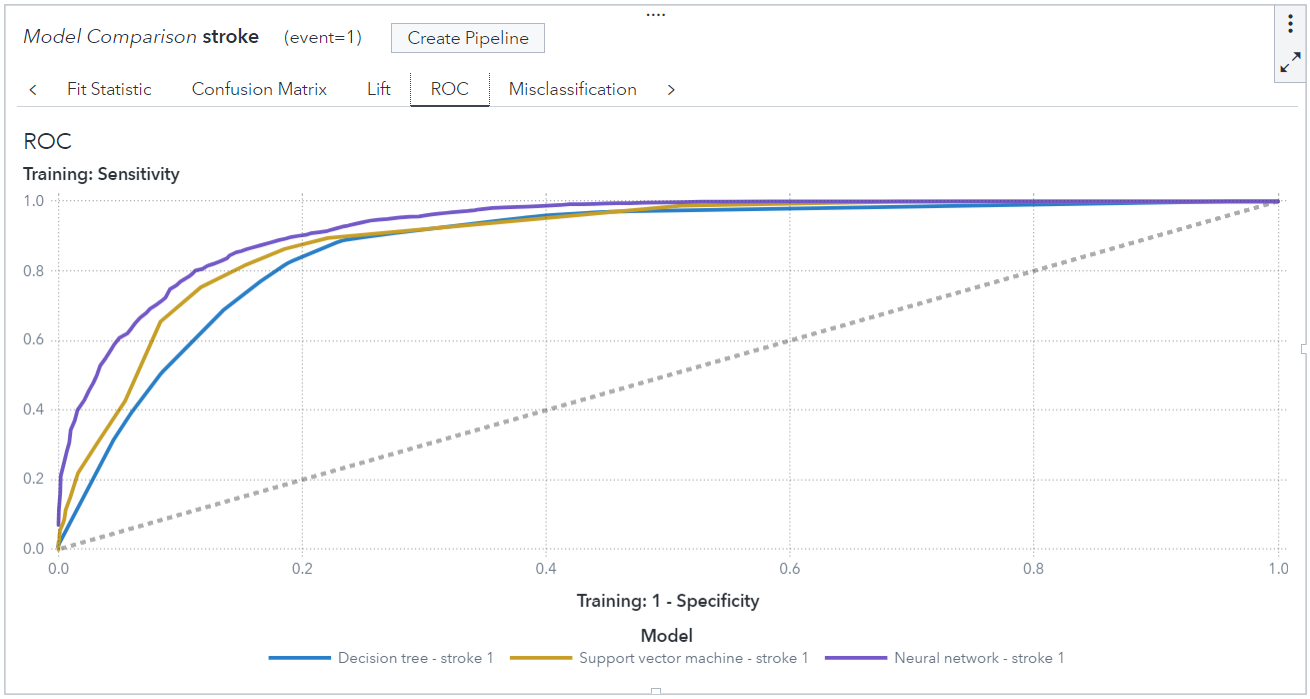 Model Comparison stroke (event=1) Create Pipeline
Fit Statistic Confusion Matrix Lift ROC Misclassification
ROC
Training: Sensitivity
1.0
0.8
0.6
0.4
0.2
0.0
0.0 0.2 0.4 0.6 0.8 1.0
Training: 1 - Specificity
Model
Decision tree - stroke 1 Support vector machine - stroke 1 Neural network - stroke 1